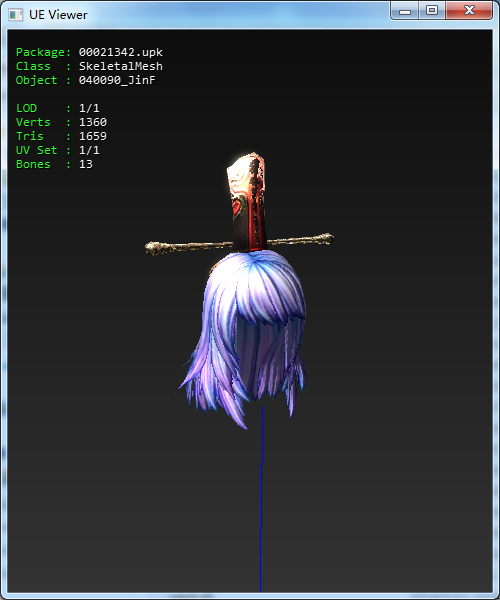 UE Viewer
Package: 00021342.upk
Class  : SkeletalMesh
Object : 040090_JinF
LOD    : 1/1
Verts  : 1360
Tris   : 1659
UV Set : 1/1
Bones  : 13